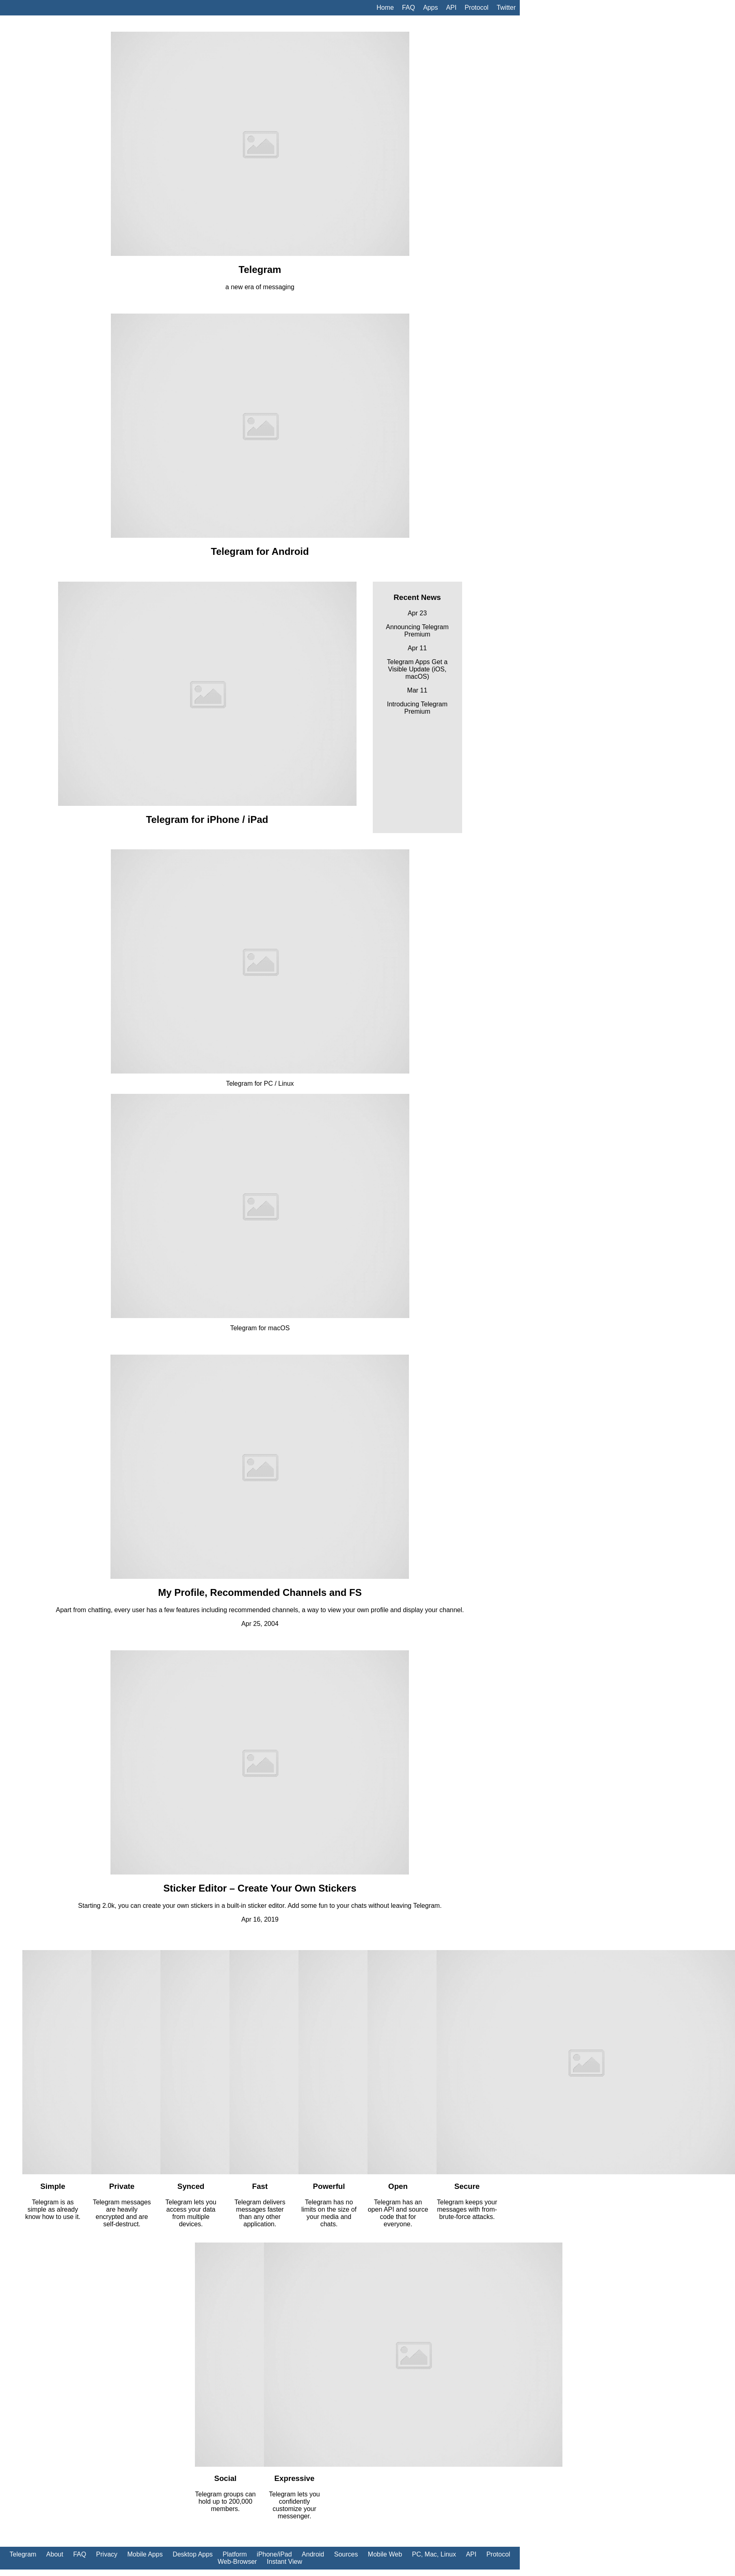 Home FAQ Apps API Protocol Twitter
Telegram
a new era of messaging
Telegram for Android
Telegram for iPhone / iPad
Recent News
Apr 23
Announcing Telegram
Premium
Apr 11
Telegram Apps Get a
Visible Update (iOS,
macOS)
Mar 11
Introducing Telegram
Premium
Telegram for PC / Linux
Telegram for macOS
My Profile, Recommended Channels and FS
Apart from chatting, every user has a few features including recommended channels, a way to view your own profile and display your channel.
Apr 25, 2004
Sticker Editor – Create Your Own Stickers
Starting 2.0k, you can create your own stickers in a built-in sticker editor. Add some fun to your chats without leaving Telegram.
Apr 16, 2019
Simple
Telegram is as
simple as already
know how to use it.
Private
Telegram messages
are heavily
encrypted and are
self-destruct.
Synced
Telegram lets you
access your data
from multiple
devices.
Fast
Telegram delivers
messages faster
than any other
application.
Powerful
Telegram has no
limits on the size of
your media and
chats.
Open
Telegram has an
open API and source
code that for
everyone.
Secure
Telegram keeps your
messages with from-
brute-force attacks.
Social
Telegram groups can
hold up to 200,000
members.
Expressive
Telegram lets you
confidently
customize your
messenger.
Telegram About FAQ Privacy Mobile Apps Desktop Apps Platform iPhone/iPad Android Sources Mobile Web PC, Mac, Linux API Protocol
Web-Browser Instant View